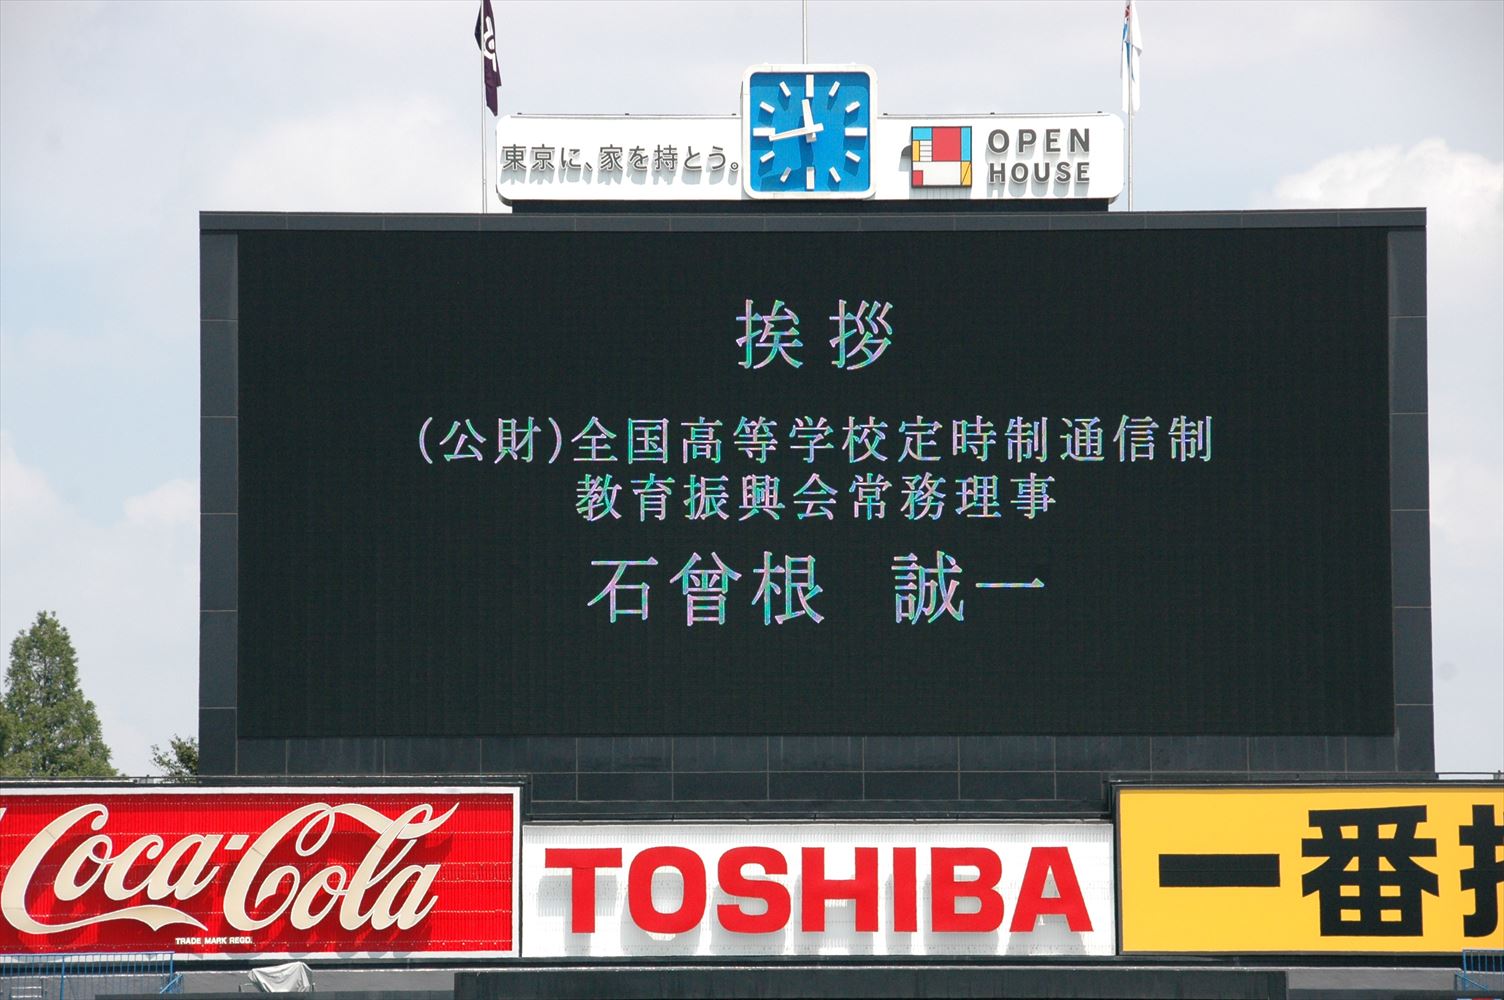 東京に、家を持とう。
OPEN
HOUSE
挨拶
(公財)全国高等学校定時制通信制
教育振興会常務理事
石曾根 誠一
Coca-Cola
TRADE MARK REGD.
TOSHIBA
一番